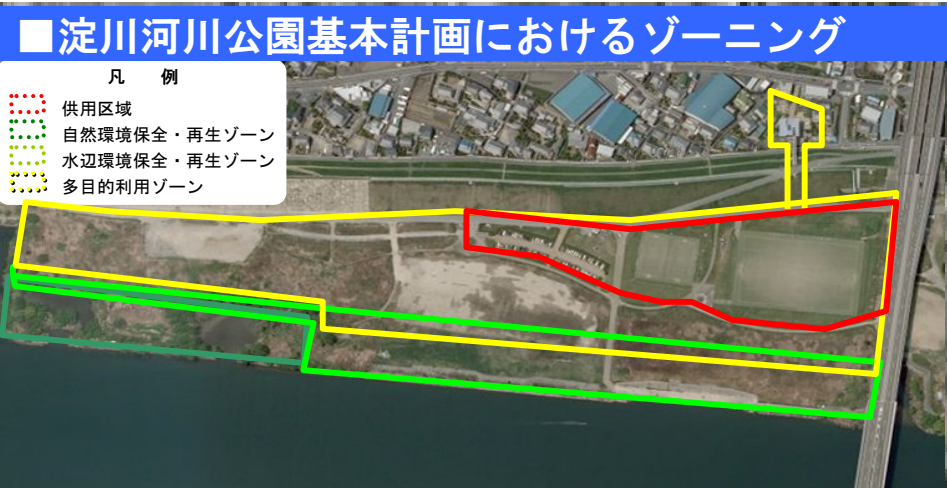 ■淀川河川公園基本計画におけるゾーニング
凡 例
供用区域
自然環境保全・再生ゾーン
水辺環境保全・再生ゾーン
多目的利用ゾーン